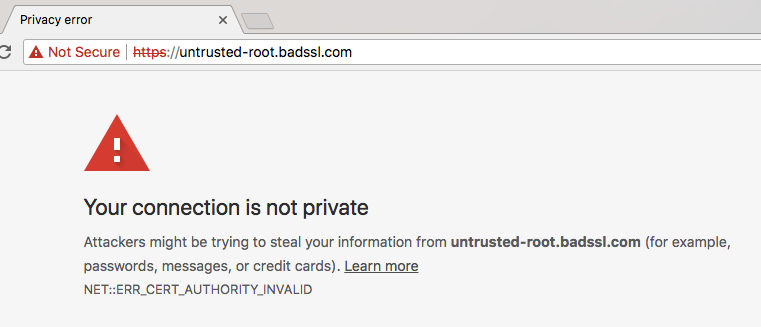 Privacy error
Not Secure https://untrusted-root.badssl.com
Your connection is not private
Attackers might be trying to steal your information from untrusted-root.badssl.com (for example,
passwords, messages, or credit cards). Learn more
NET::ERR_CERT_AUTHORITY_INVALID